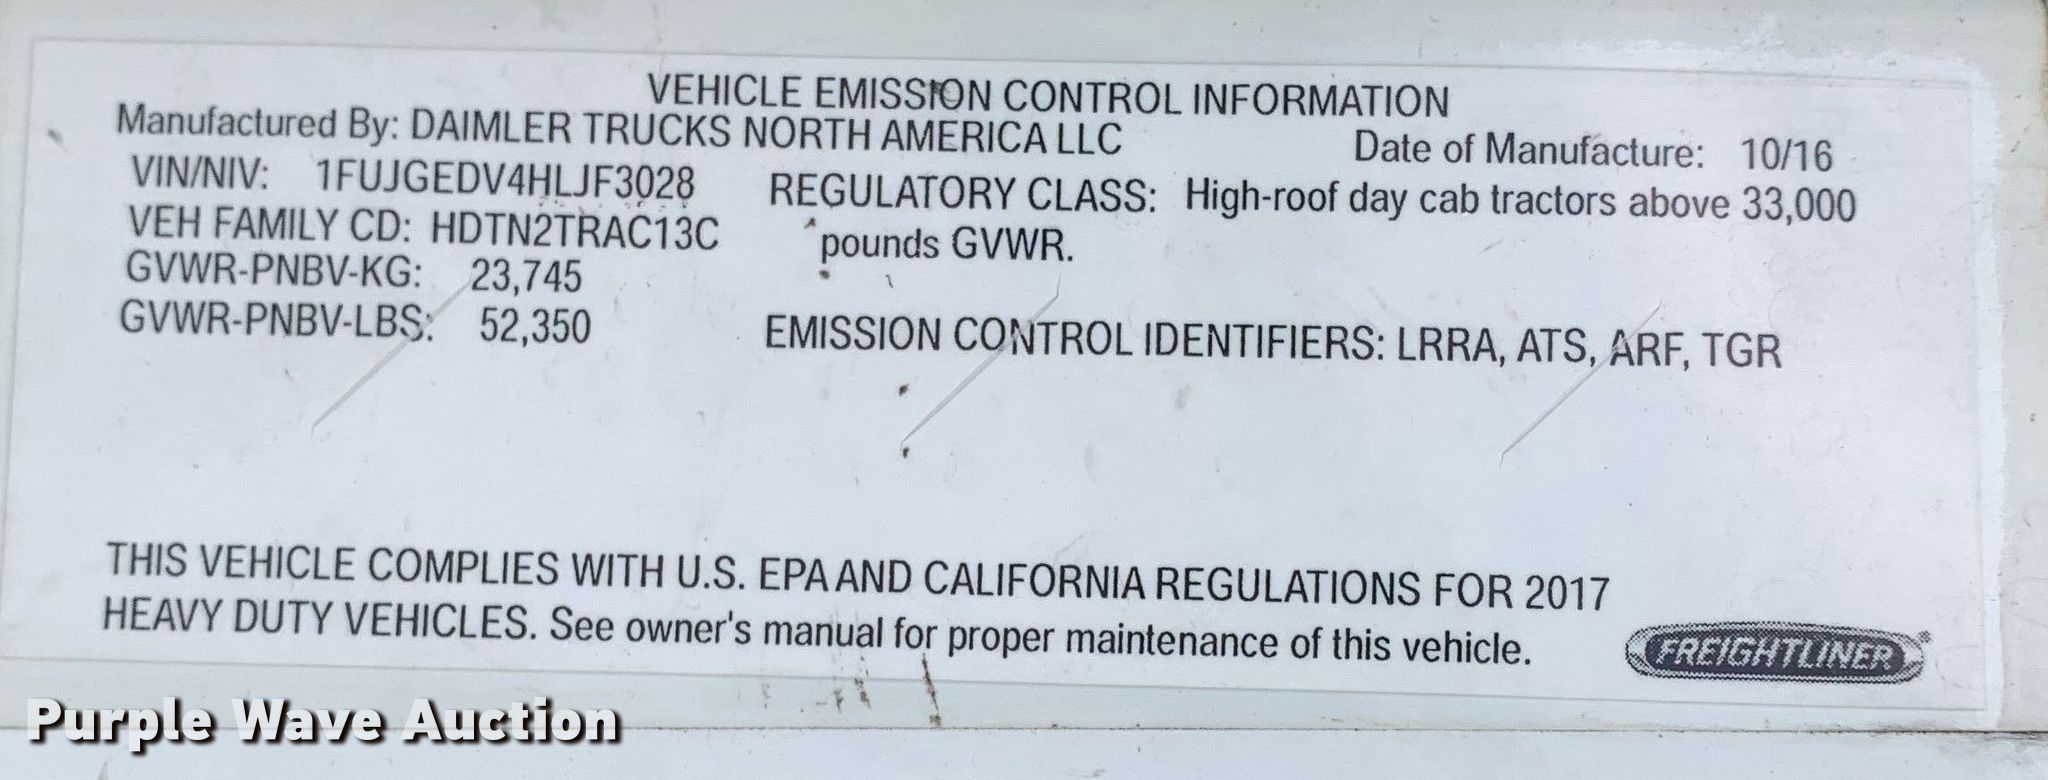 VEHICLE EMISSION CONTROL INFORMATION
Manufactured By: DAIMLER TRUCKS NORTH AMERICA LLC
Date of Manufacture: 10/16
VIN/NIV: 1FUJGEDV4HLJF3028
VEH FAMILY CD: HDTN2TRAC13C
GVWR-PNBV-KG: 23,745
GVWR-PNBV-LBS: 52,350
REGULATORY CLASS: High-roof day cab tractors above 33,000
pounds GVWR.
EMISSION CONTROL IDENTIFIERS: LRRA, ATS, ARF, TGR
THIS VEHICLE COMPLIES WITH U.S. EPA AND CALIFORNIA REGULATIONS FOR 2017
HEAVY DUTY VEHICLES. See owner's manual for proper maintenance of this vehicle.
FREIGHTLINER®
Purple Wave Auction